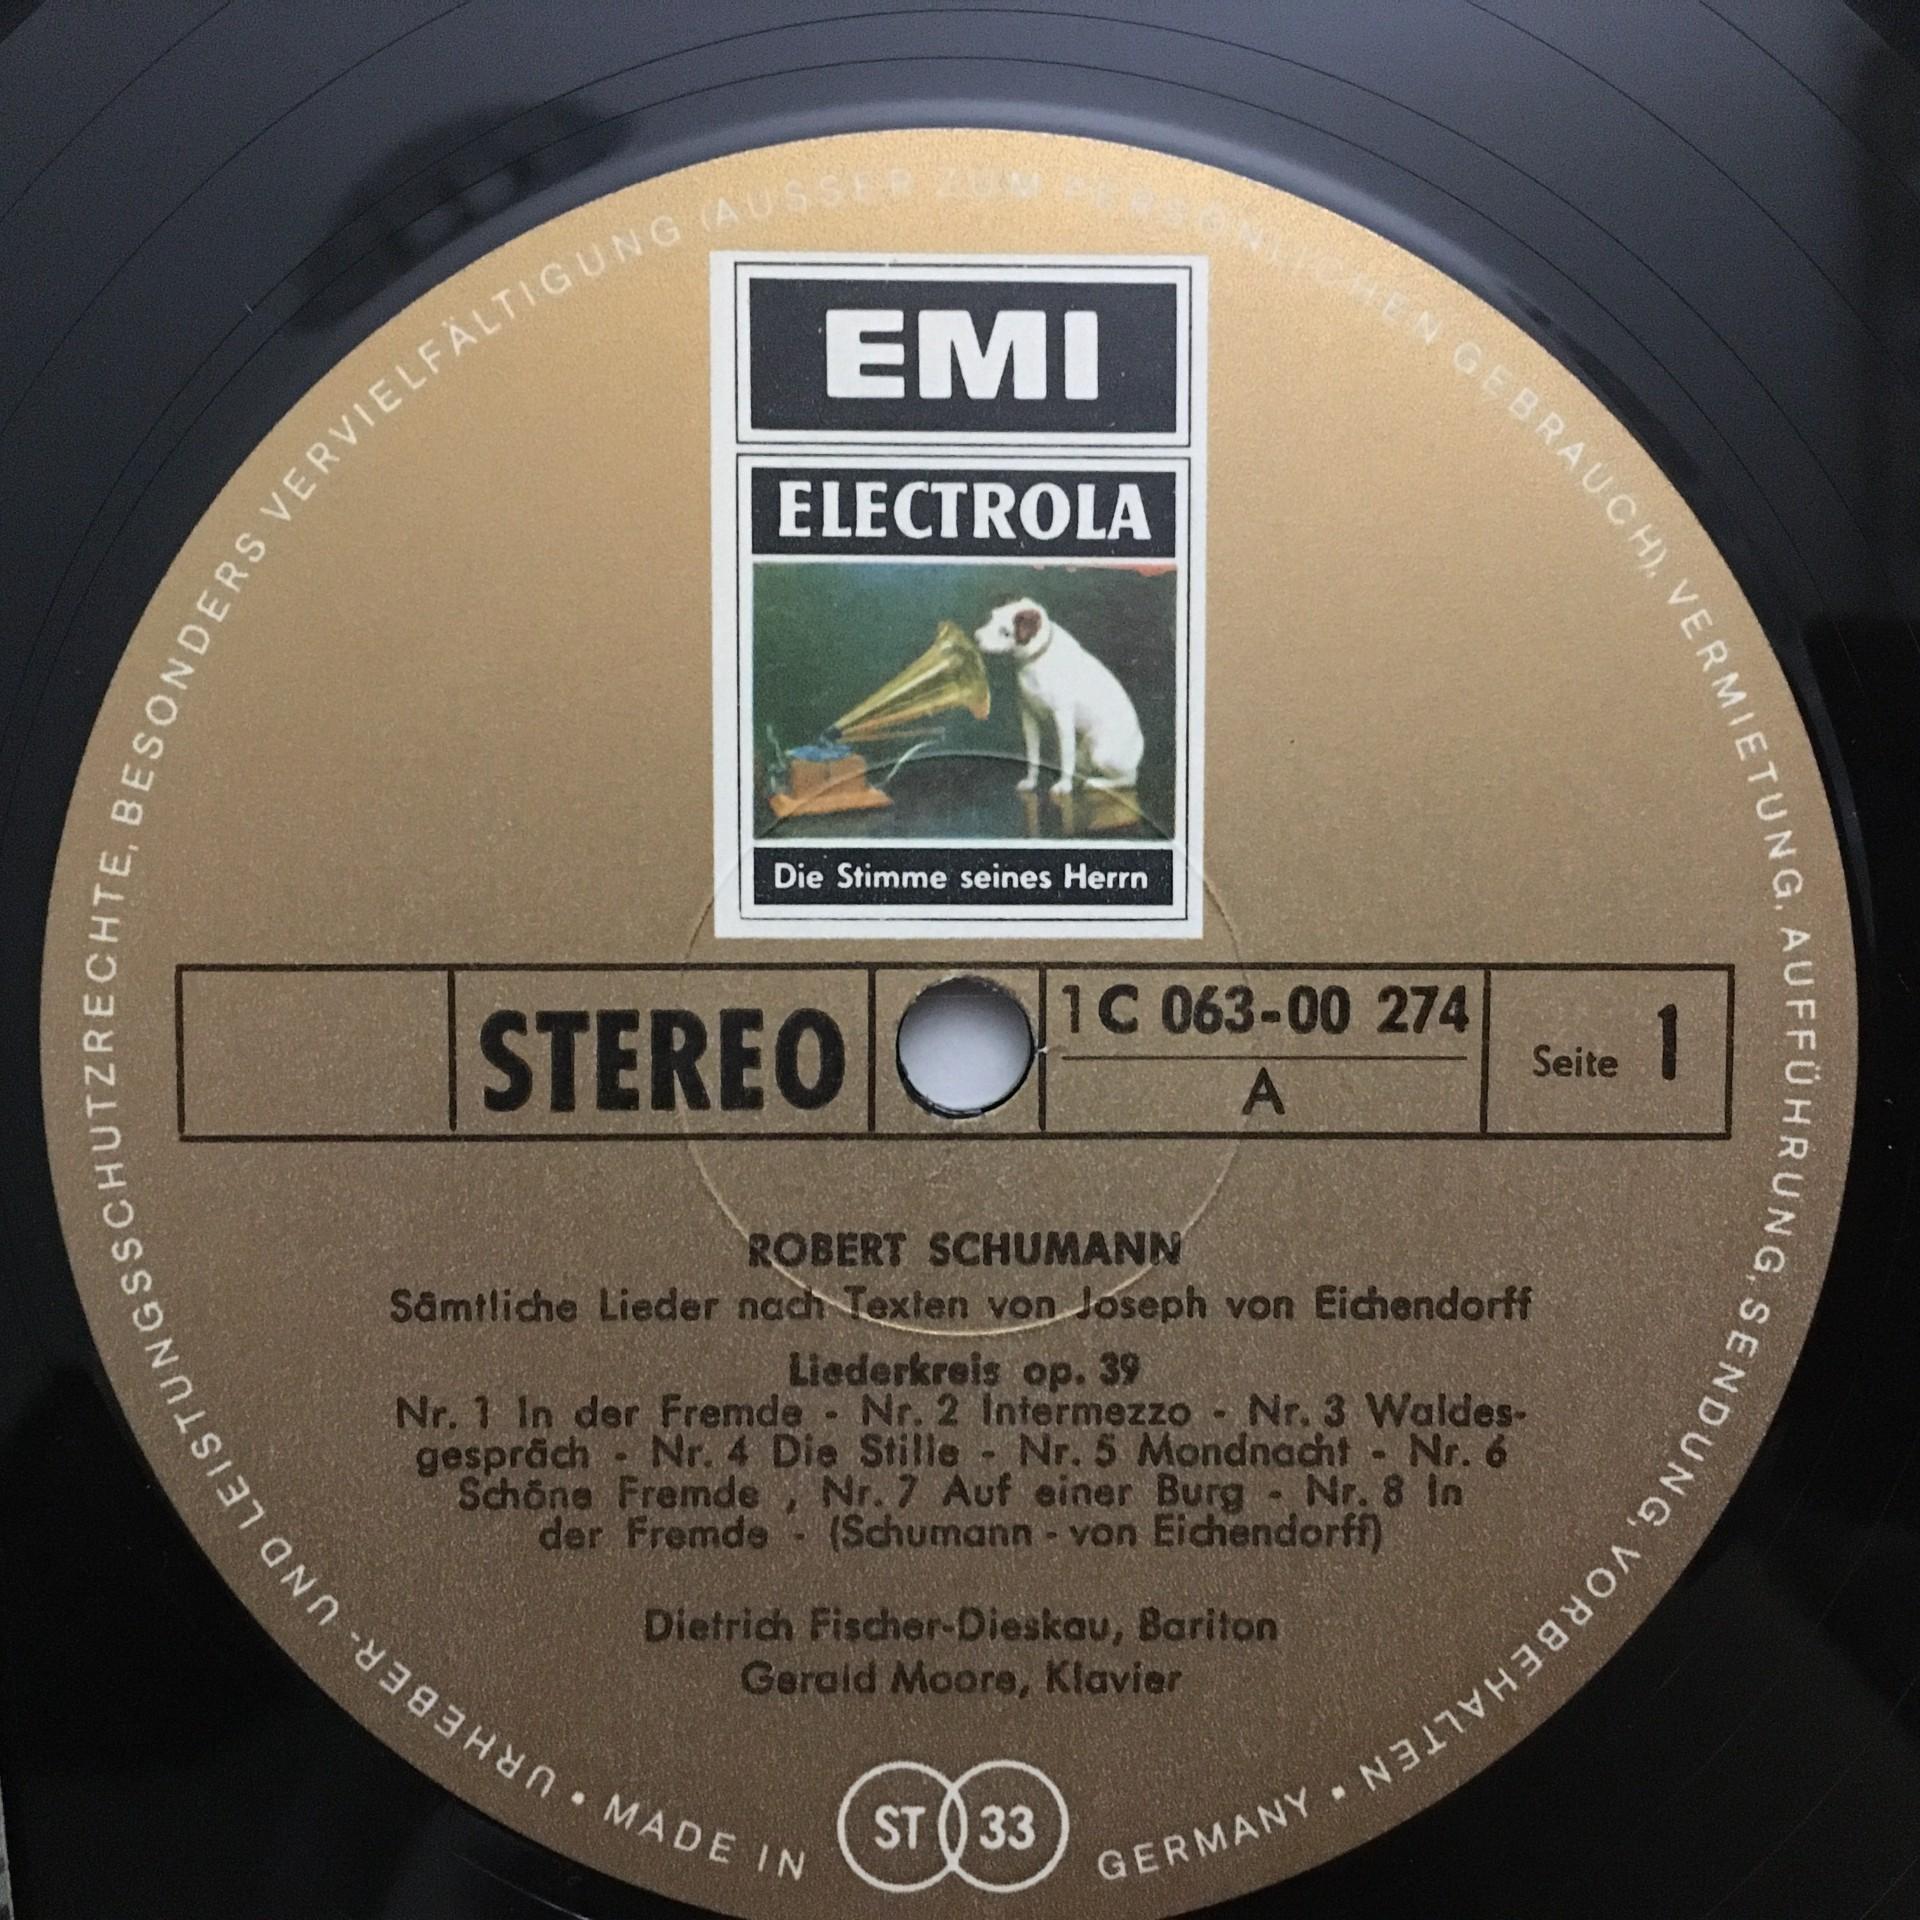 EMI
ELECTROLA
Die Stimme seines Herrn
STEREO
1 C 063-00 274
A
Seite 1
ROBERT SCHUMANN
Sämtliche Lieder nach Texten von Joseph von Eichendorff
Liederkreis op. 39
Nr. 1 In der Fremde - Nr. 2 Intermezzo - Nr. 3 Waldes-
gespräch - Nr. 4 Die Stille - Nr. 5 Mondnacht - Nr. 6
Schöne Fremde , Nr. 7 Auf einer Burg - Nr. 8 In
der Fremde - (Schumann - von Eichendorff)
Dietrich Fischer-Dieskau, Bariton
Gerald Moore, Klavier
URHEBER- UND LEISTUNGSSCHUTZRECHTE, BESONDERS VERVIELFÄLTIGUNG (AUSSER ZUM PERSÖNLICHEN GEBRAUCH), VERMIETUNG, AUFFÜHRUNG, SENDUNG, VORBEHALTEN •
• MADE IN ST 33 GERMANY